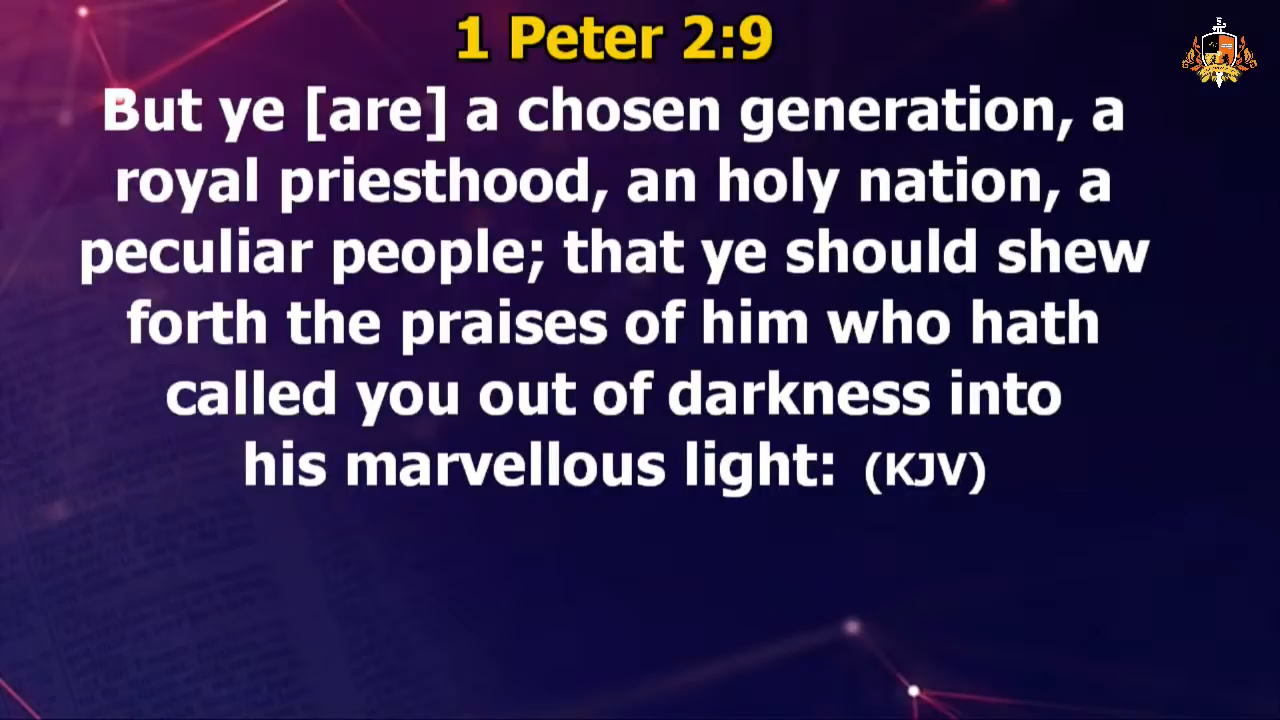 1 Peter 2:9
But ye [are] a chosen generation, a
royal priesthood, an holy nation, a
peculiar people; that ye should shew
forth the praises of him who hath
called you out of darkness into
his marvellous light: (KJV)